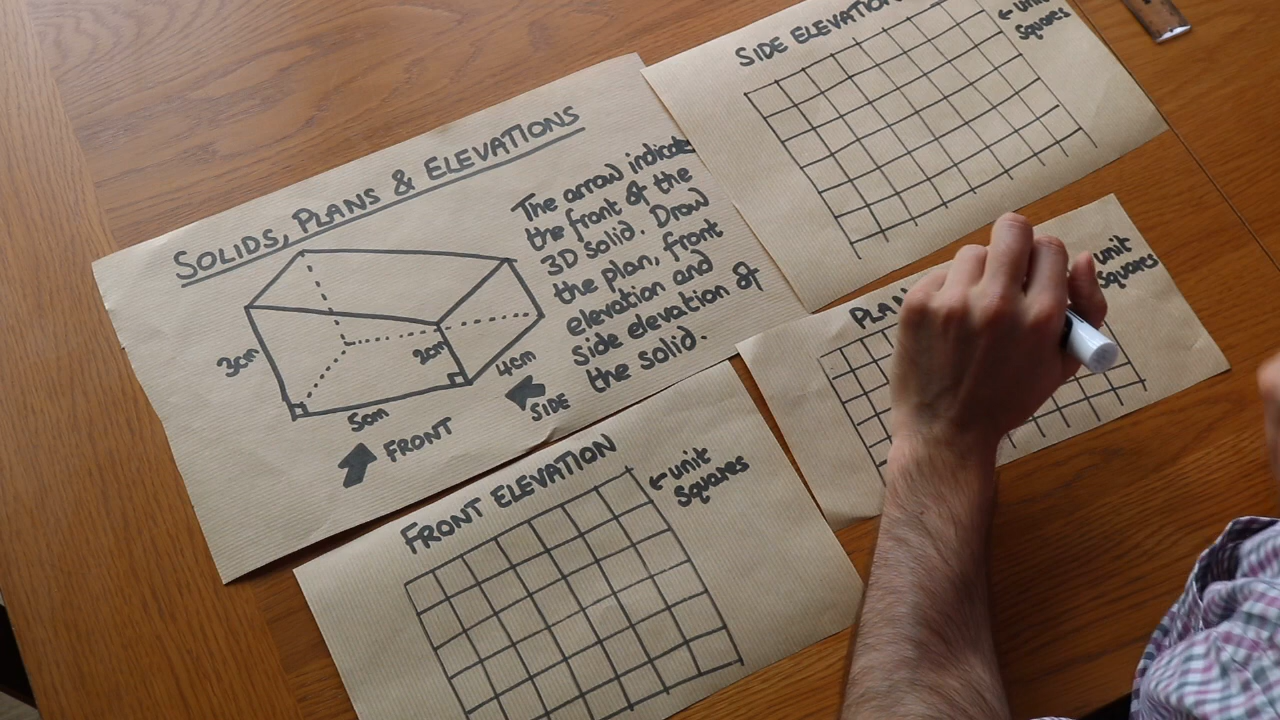 SOLIDS, PLANS & ELEVATIONS
The arrow indicate
the front of the
3D solid. Draw
the plan, front
elevation and
side elevation of
the solid.
3cm
2cm
4cm
5cm
FRONT
SIDE
SIDE ELEVATION
←unit
squares
PLAN
unit
squares
FRONT ELEVATION
←unit
squares